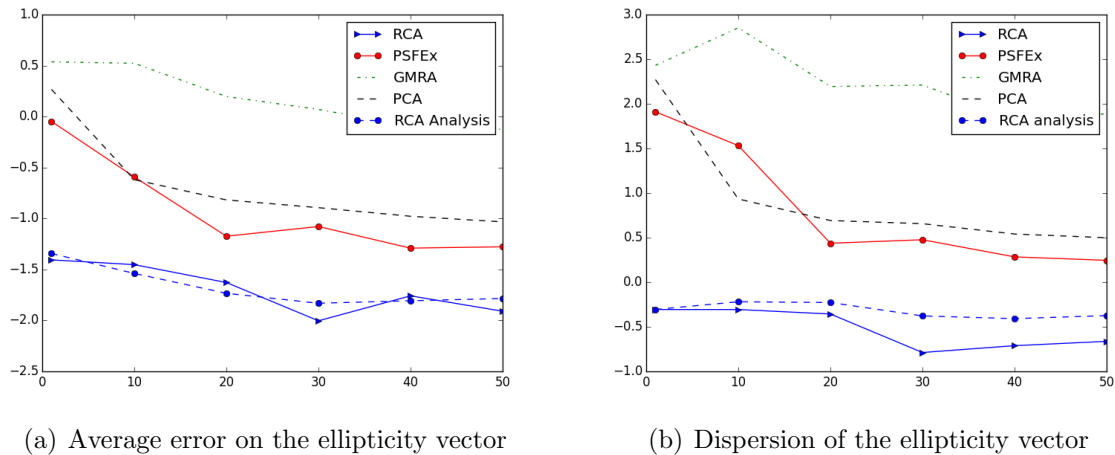 1.0
0.5
0.0
−0.5
−1.0
−1.5
−2.0
−2.5
0
10
20
30
40
50
RCA
PSFEx
GMRA
PCA
RCA Analysis
(a) Average error on the ellipticity vector
3.0
2.5
2.0
1.5
1.0
0.5
0.0
−0.5
−1.0
0
10
20
30
40
50
RCA
PSFEx
GMRA
PCA
RCA analysis
(b) Dispersion of the ellipticity vector